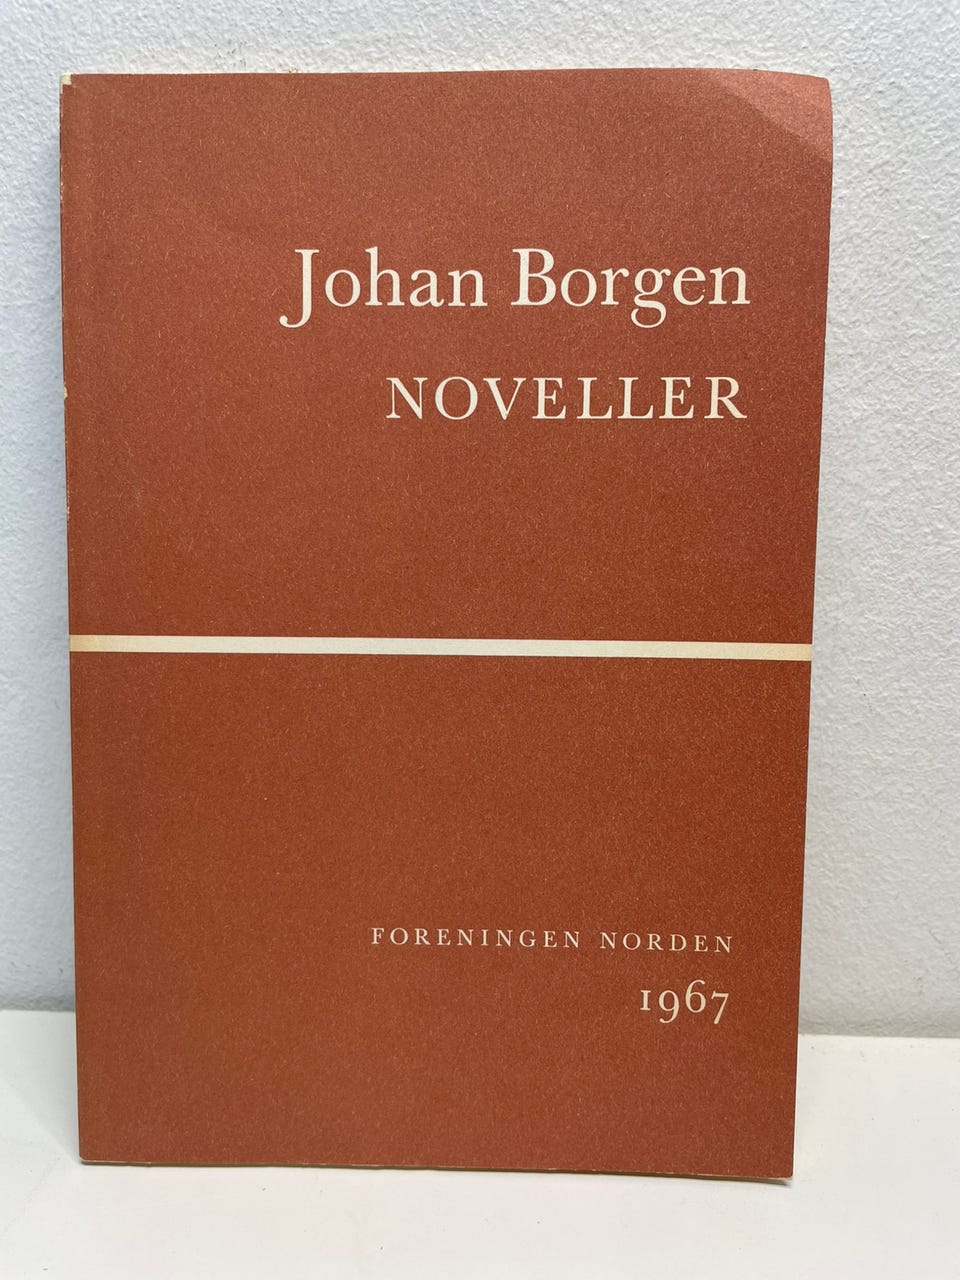 Johan Borgen
NOVELLER
FORENINGEN NORDEN
1967